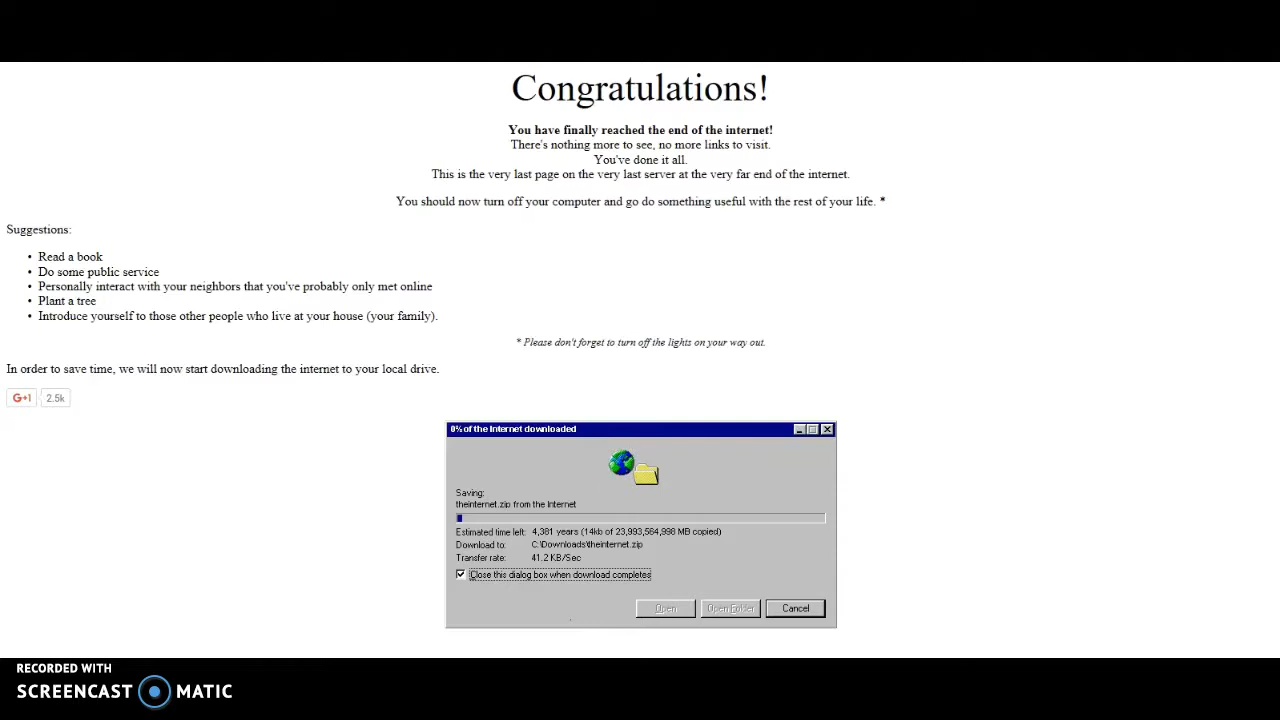 Congratulations!
You have finally reached the end of the internet!
There's nothing more to see, no more links to visit.
You've done it all.
This is the very last page on the very last server at the very far end of the internet.
You should now turn off your computer and go do something useful with the rest of your life. *
Suggestions:
• Read a book
• Do some public service
• Personally interact with your neighbors that you've probably only met online
• Plant a tree
• Introduce yourself to those other people who live at your house (your family).
* Please don't forget to turn off the lights on your way out.
In order to save time, we will now start downloading the internet to your local drive.
G+1 2.5k
0% of the Internet downloaded
Saving:
theinternet.zip from the Internet
Estimated time left: 4,381 years (14kb of 23,993,564,998 MB copied)
Download to: C:\Downloads\theinternet.zip
Transfer rate: 41.2 KB/Sec
Close this dialog box when download completes
Open Open Folder Cancel
RECORDED WITH
SCREENCAST MATIC